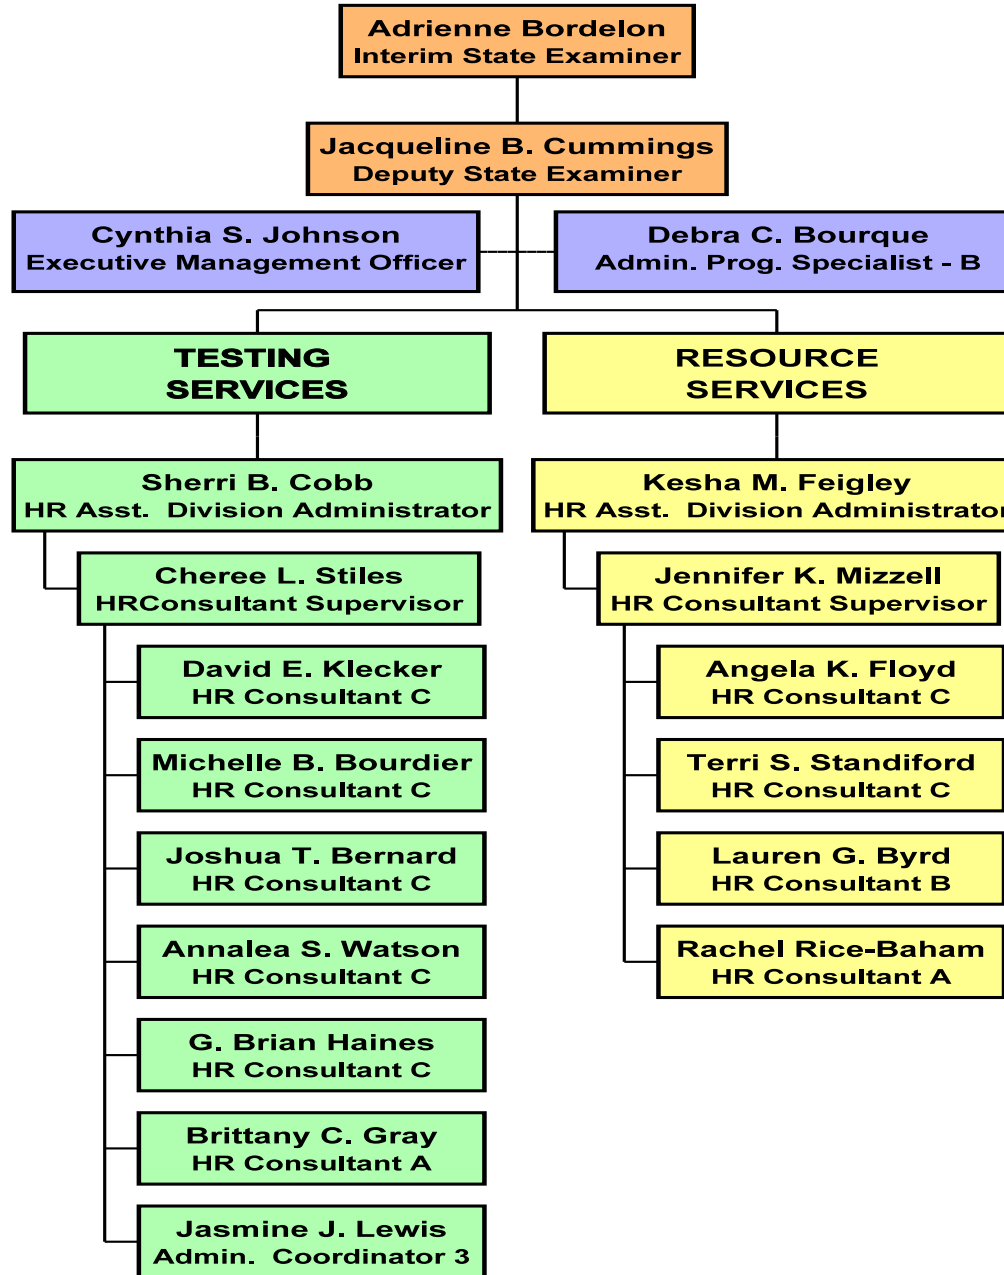 Adrienne Bordelon
Interim State Examiner
Jacqueline B. Cummings
Deputy State Examiner
Cynthia S. Johnson
Executive Management Officer
Debra C. Bourque
Admin. Prog. Specialist - B
TESTING
SERVICES
RESOURCE
SERVICES
Sherri B. Cobb
HR Asst.  Division Administrator
Kesha M. Feigley
HR Asst.  Division Administrator
Cheree L. Stiles
HRConsultant Supervisor
Jennifer K. Mizzell
HR Consultant Supervisor
David E. Klecker
HR Consultant C
Angela K. Floyd
HR Consultant C
Michelle B. Bourdier
HR Consultant C
Terri S. Standiford
HR Consultant C
Joshua T. Bernard
HR Consultant C
Lauren G. Byrd
HR Consultant B
Annalea S. Watson
HR Consultant C
Rachel Rice-Baham
HR Consultant A
G. Brian Haines
HR Consultant C
Brittany C. Gray
HR Consultant A
Jasmine J. Lewis
Admin.  Coordinator 3